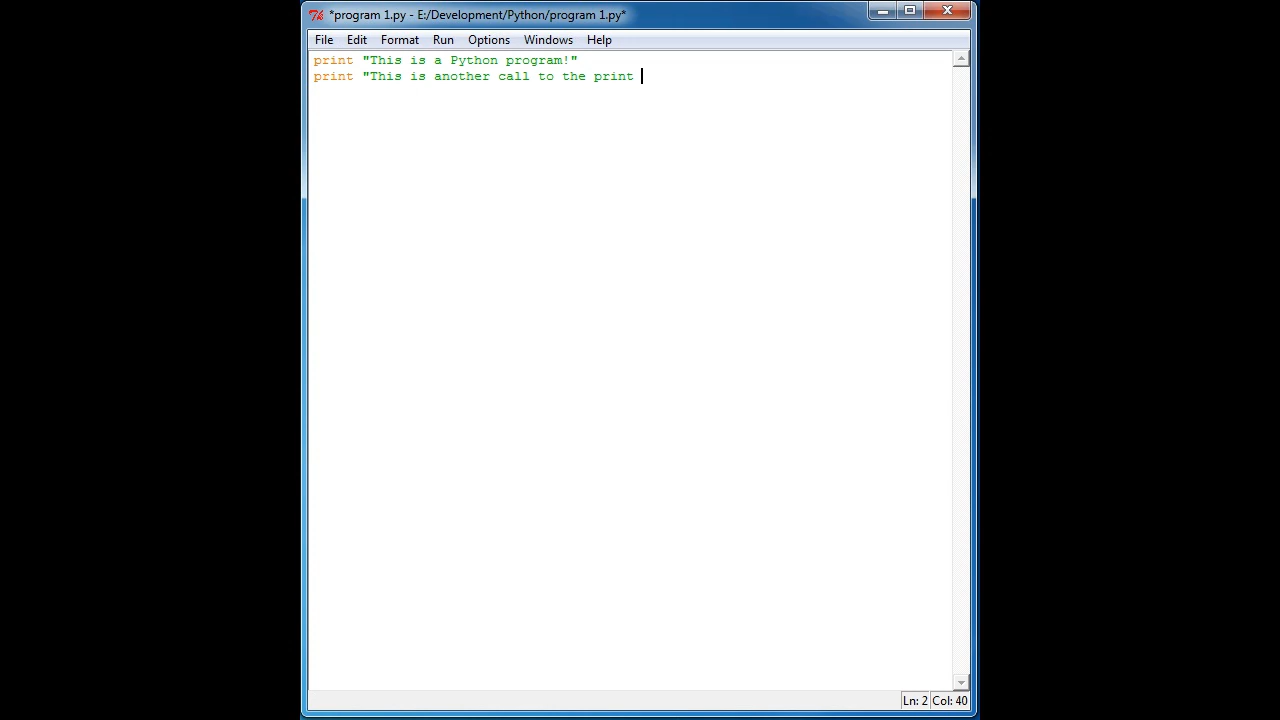 *program 1.py - E:/Development/Python/program 1.py*
File Edit Format Run Options Windows Help
print "This is a Python program!"
print "This is another call to the print
Ln: 2 Col: 40